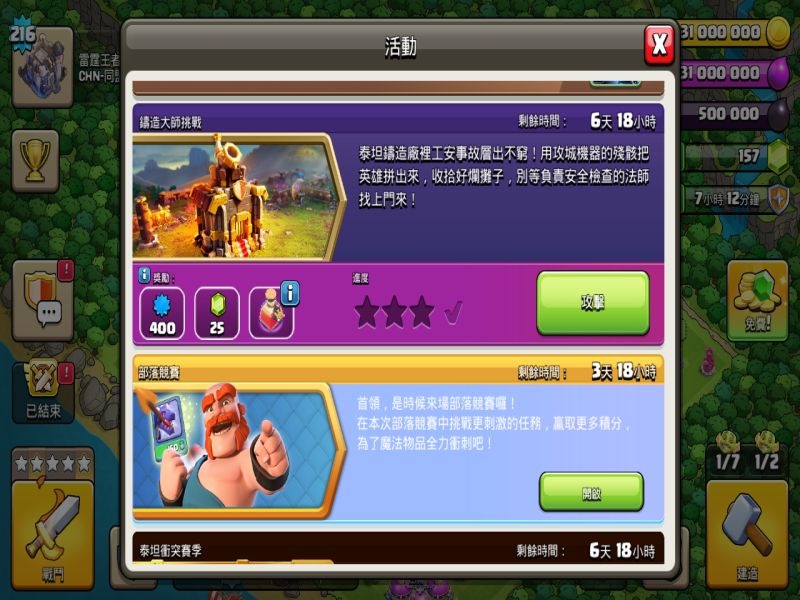 216
活動
X
雷霆王者
CHN-同盟
31 000 000
31 000 000
500 000
157
7小時 12分鐘
鑄造大師挑戰
剩餘時間： 6天 18小時
泰坦鑄造廠裡工安事故層出不窮！用攻城機器的殘骸把
英雄拼出來，收拾好爛攤子，別等負責安全檢查的法師
找上門來！
i 獎勵：
進度
400
25
i
攻擊
免費!
!
!
已結束
部落競賽
剩餘時間： 3天 18小時
首領，是時候來場部落競賽囉！
在本次部落競賽中挑戰更刺激的任務，贏取更多積分，
為了魔法物品全力衝刺吧！
50
開啟
泰坦衝突賽季
剩餘時間： 6天 18小時
1/7
1/2
戰鬥
建造